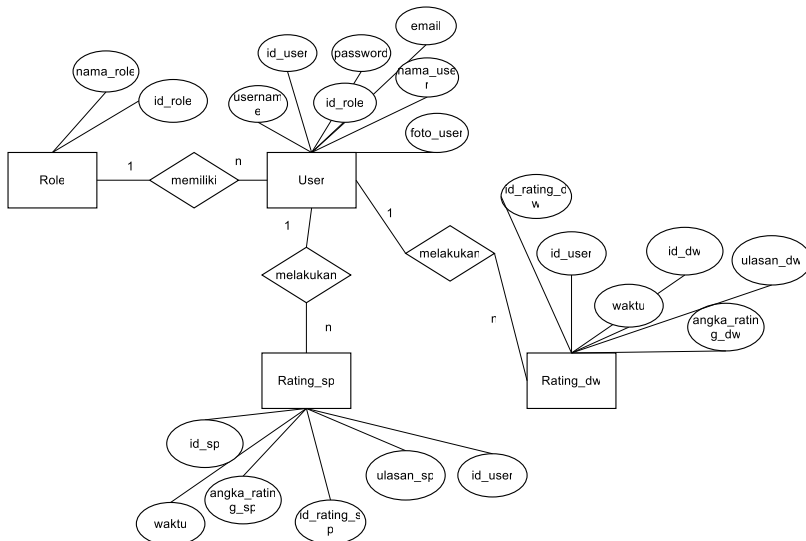 email
id_user
password
nama_role
nama_use
r
id_role
usernam
e
id_role
foto_user
Role
1
memiliki
n
User
id_rating_d
w
1
1
melakukan
id_user
id_dw
ulasan_dw
melakukan
waktu
angka_ratin
g_dw
n
n
Rating_sp
Rating_dw
id_sp
ulasan_sp
id_user
angka_ratin
g_sp
waktu
id_rating_s
p